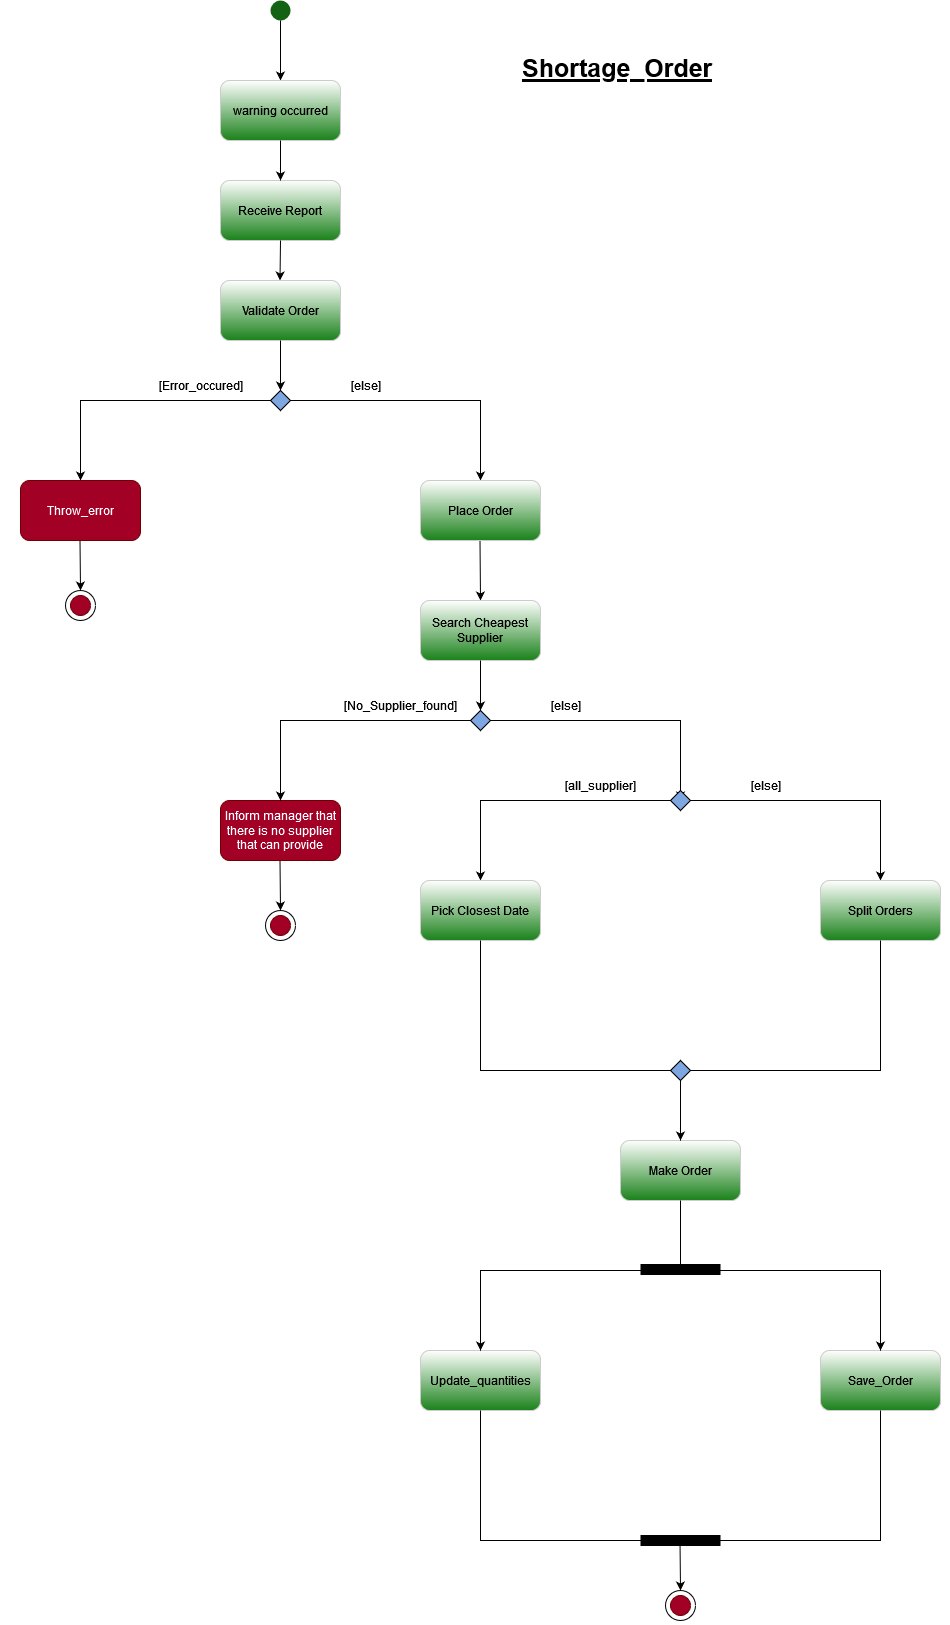 Shortage_Order
warning occurred
Receive Report
Validate Order
[Error_occured]
[else]
Throw_error
Place Order
Search Cheapest
Supplier
[No_Supplier_found]
[else]
[all_supplier]
[else]
Inform manager that
there is no supplier
that can provide
Pick Closest Date
Split Orders
Make Order
Update_quantities
Save_Order